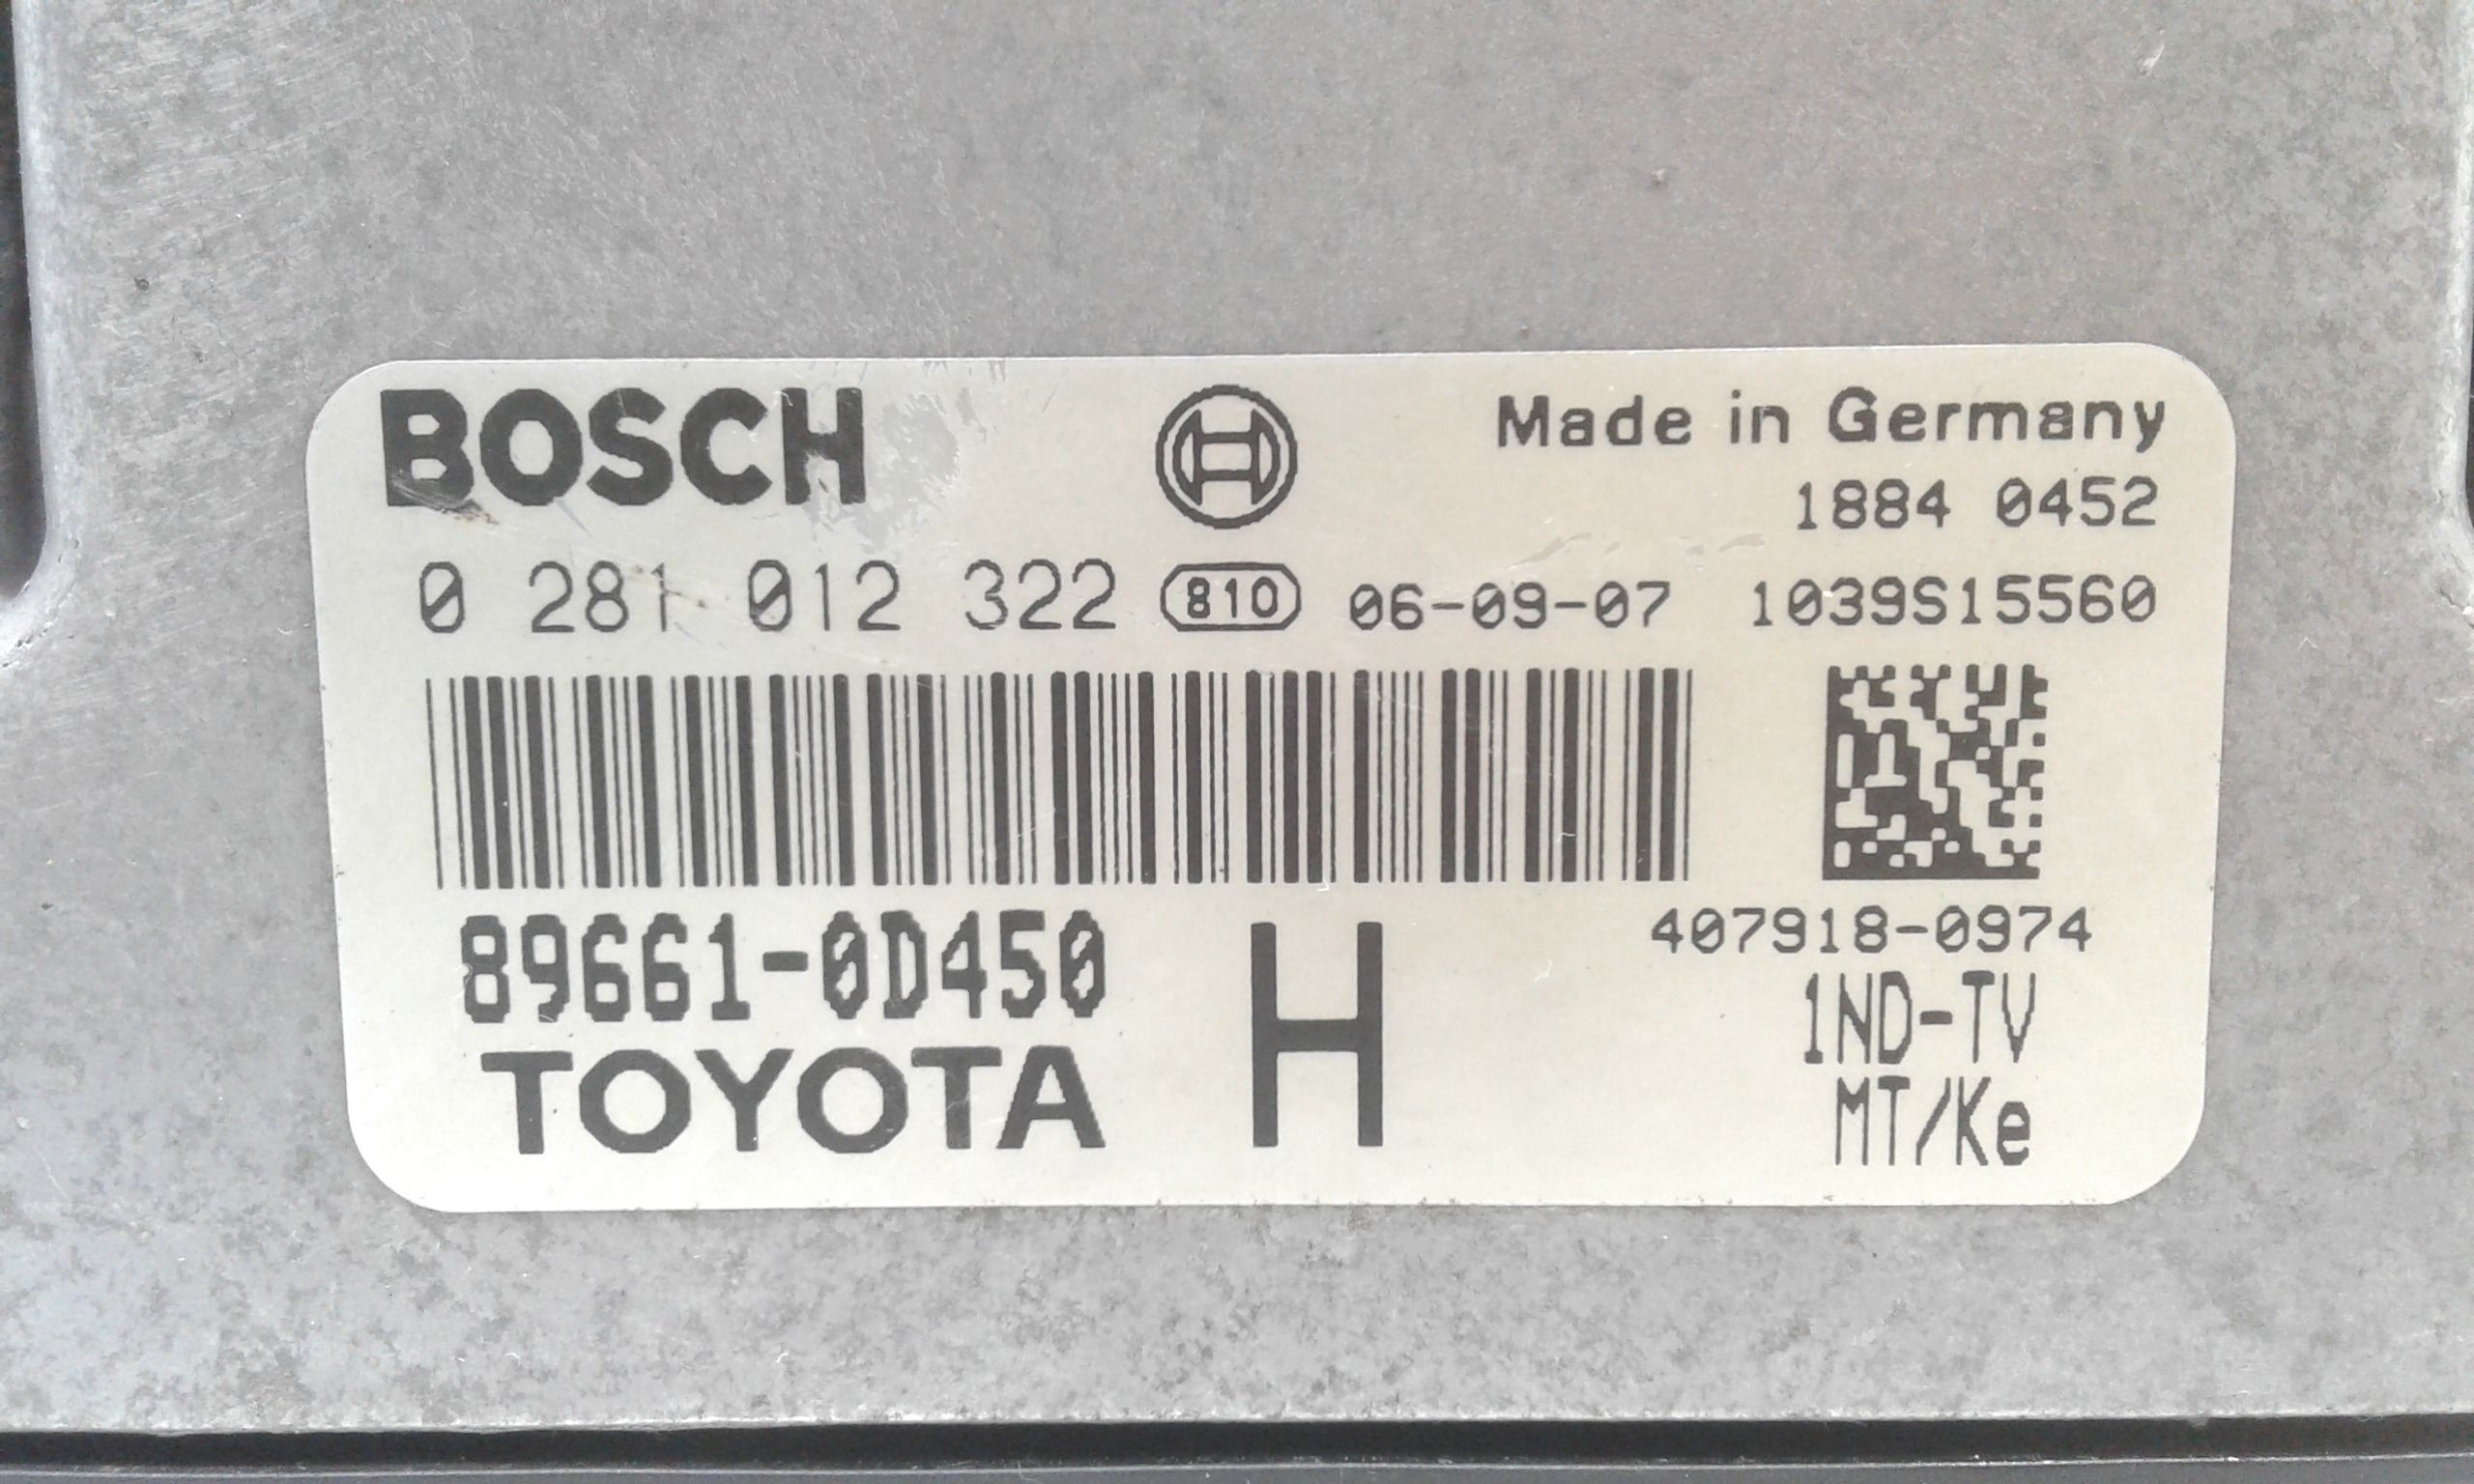 BOSCH
Made in Germany
1884 0452
0 281 012 322 810 06-09-07 1039S15560
407918-0974
89661-0D450
H
1ND-TV
TOYOTA
MT/Ke